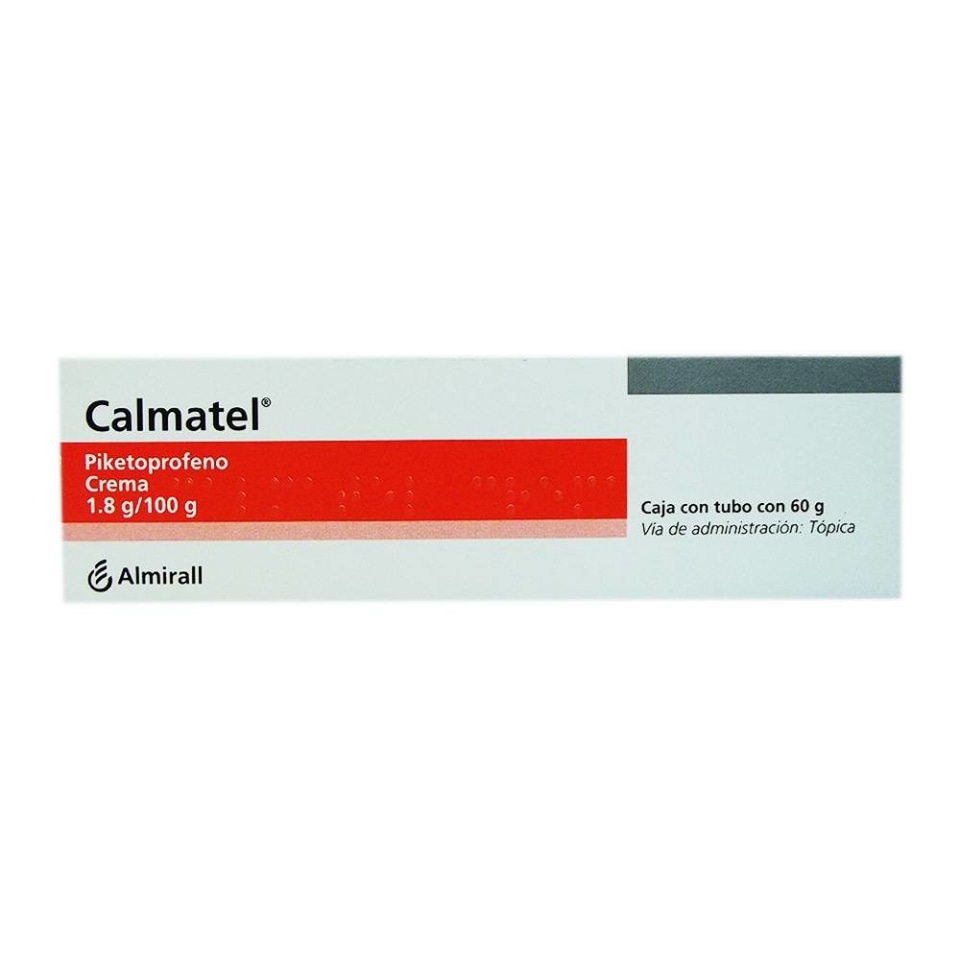 Calmatel®
Piketoprofeno
Crema
1.8 g/100 g
Almirall
Caja con tubo con 60 g
Vía de administración: Tópica